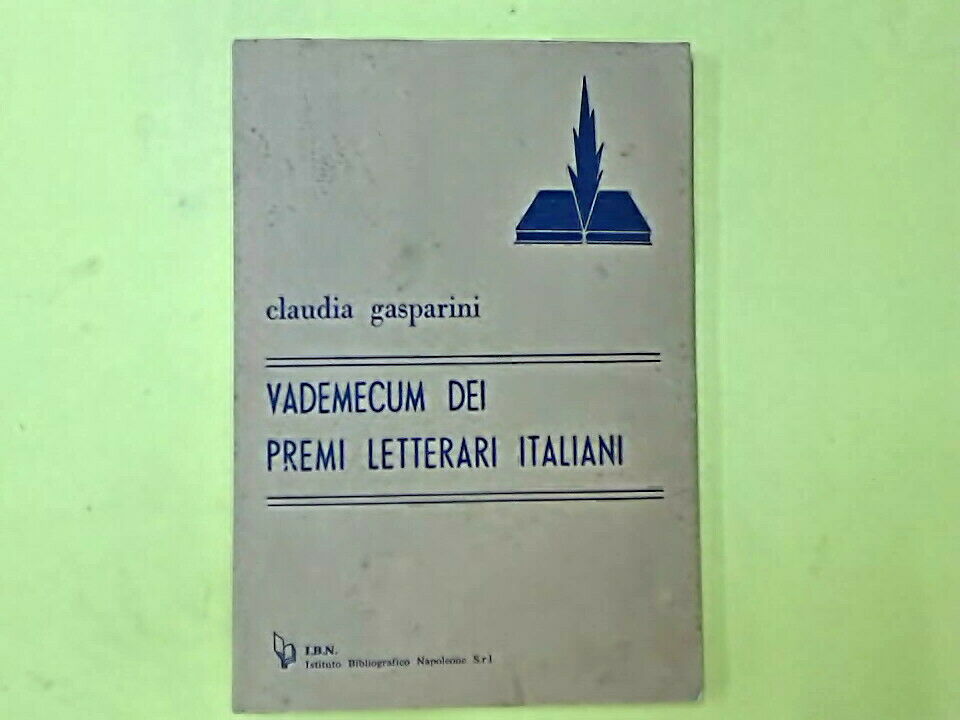 claudia gasparini
VADEMECUM DEI
PREMI LETTERARI ITALIANI
I.B.N.
Istituto Bibliografico Napoleone S.r.l